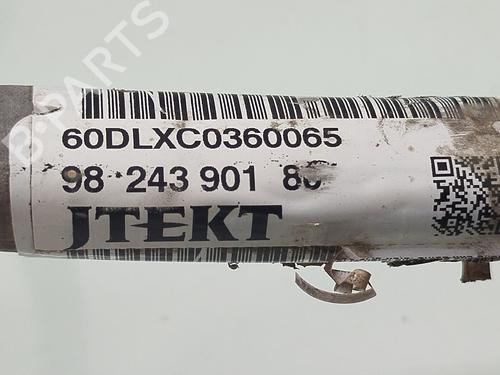 B-PARTS
60DLXC0360065
98 243 901 80
JTEKT